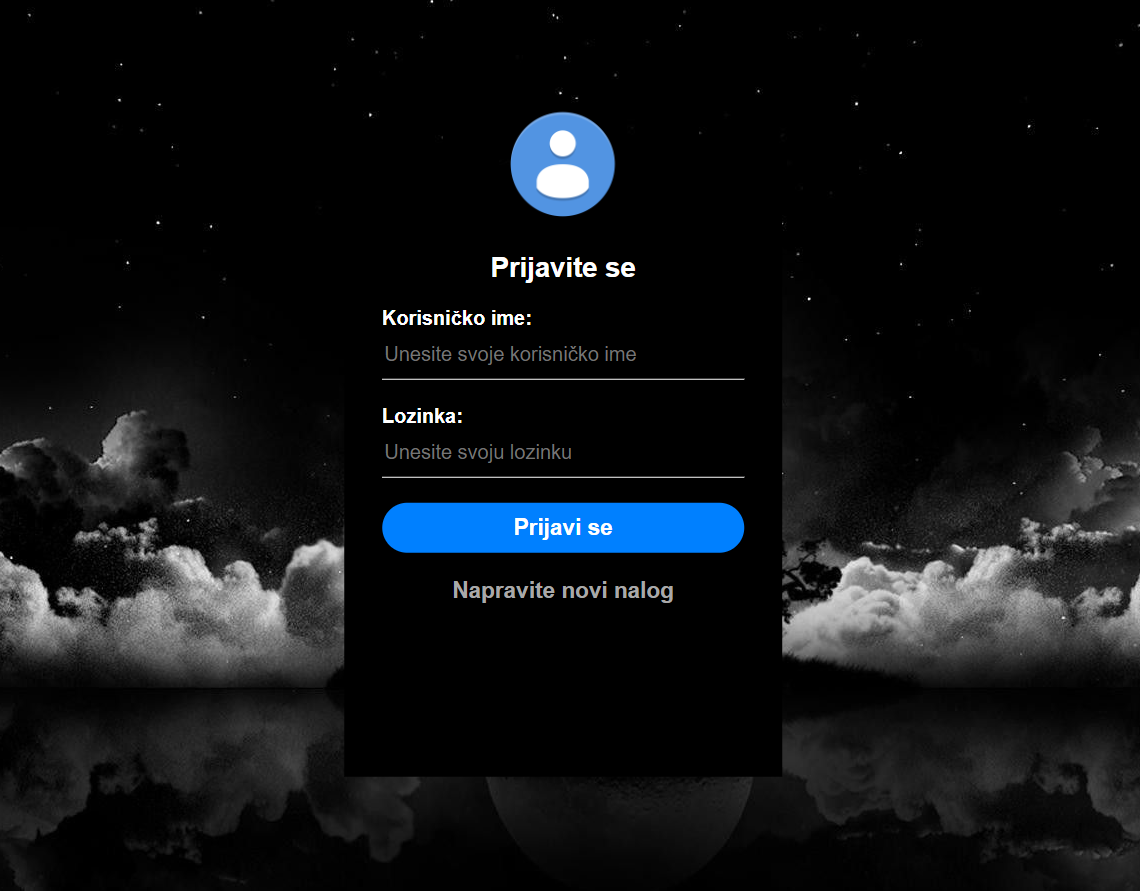 Prijavite se
Korisničko ime:
Unesite svoje korisničko ime
Lozinka:
Unesite svoju lozinku
Prijavi se
Napravite novi nalog